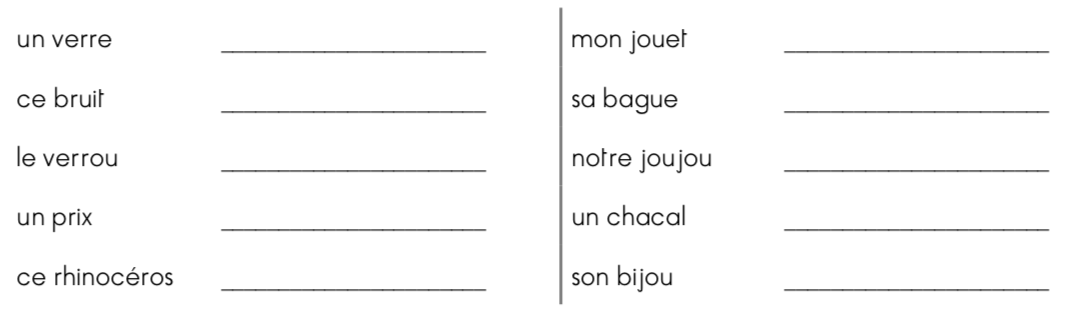 un verre
ce bruit
le verrou
un prix
ce rhinocéros
mon jouet
sa bague
notre joujou
un chacal
son bijou